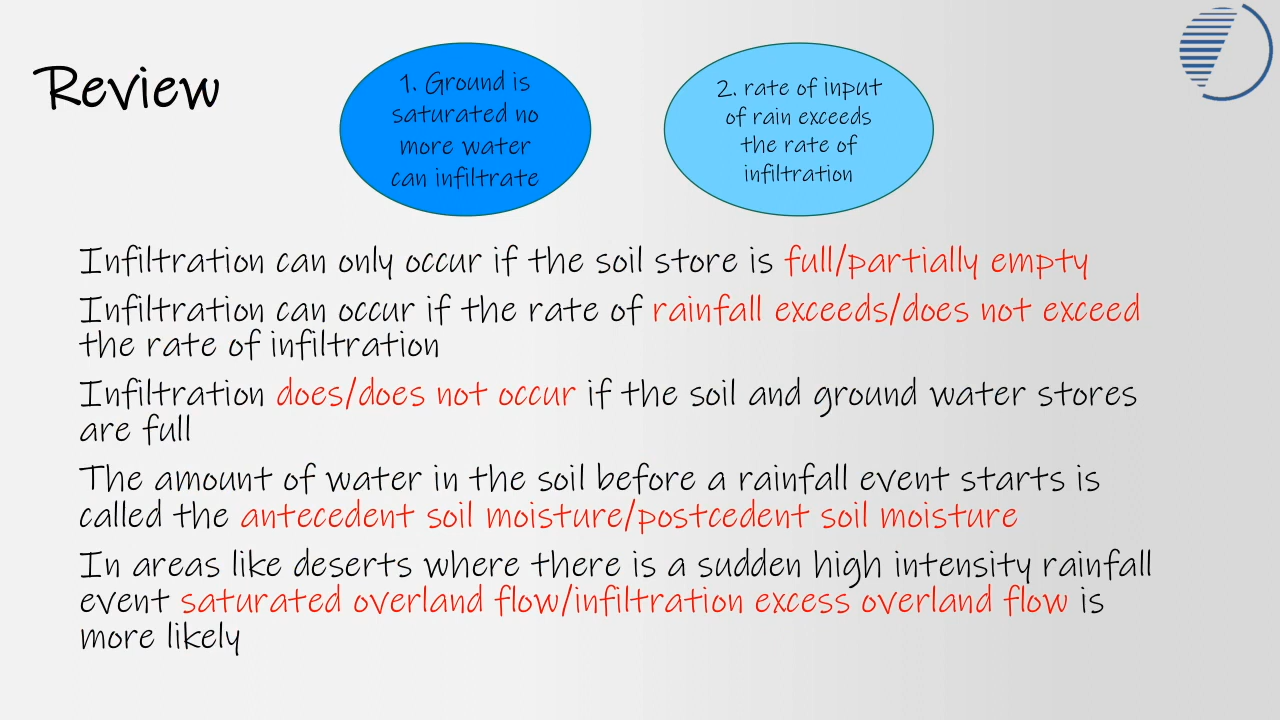 Review
1. Ground is
saturated no
more water
can infiltrate
2. rate of input
of rain exceeds
the rate of
infiltration
Infiltration can only occur if the soil store is full/partially empty
Infiltration can occur if the rate of rainfall exceeds/does not exceed
the rate of infiltration
Infiltration does/does not occur if the soil and ground water stores
are full
The amount of water in the soil before a rainfall event starts is
called the antecedent soil moisture/postcedent soil moisture
In areas like deserts where there is a sudden high intensity rainfall
event saturated overland flow/infiltration excess overland flow is
more likely